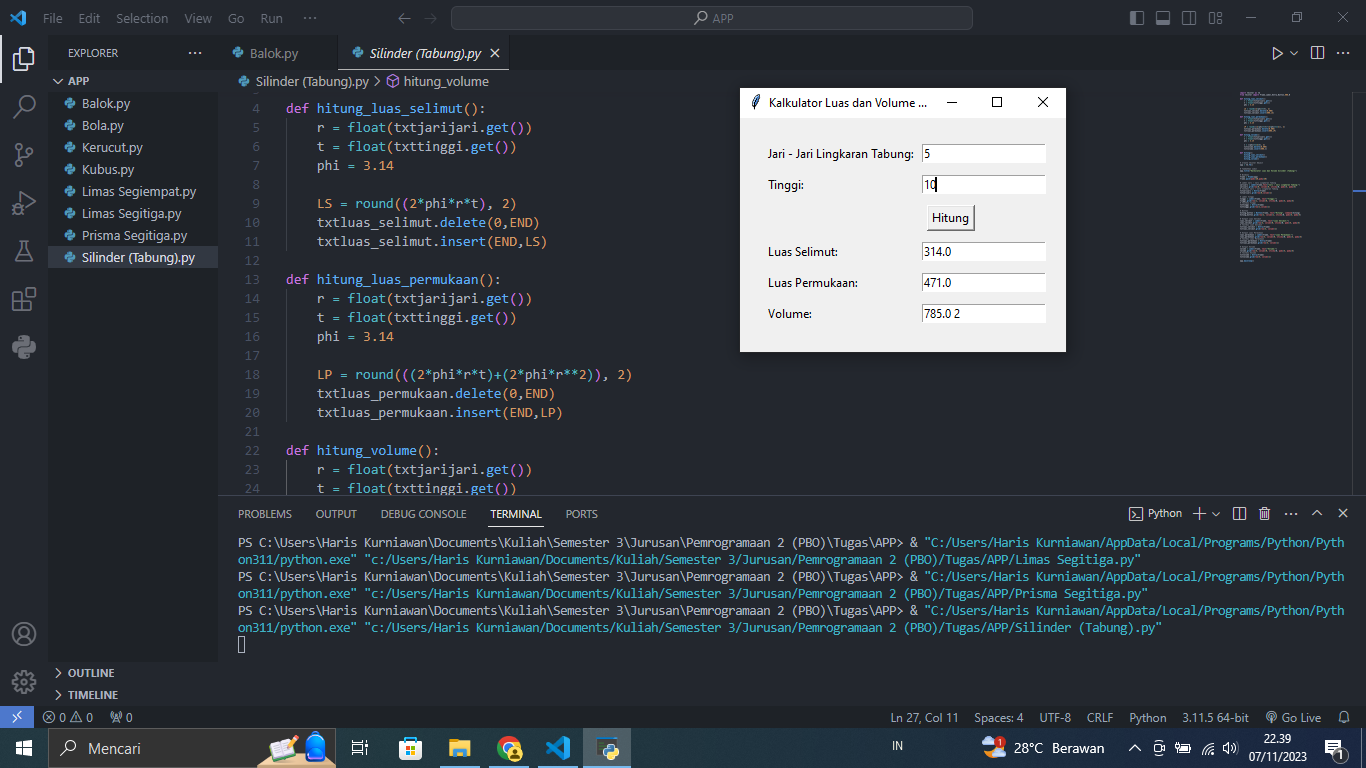 File Edit Selection View Go Run ··· APP
EXPLORER ···
Balok.py Silinder (Tabung).py
APP
Silinder (Tabung).py > hitung_volume
Balok.py
Bola.py
Kerucut.py
Kubus.py
Limas Segiempat.py
Limas Segitiga.py
Prisma Segitiga.py
Silinder (Tabung).py
4 def hitung_luas_selimut():
5 r = float(txtjarijari.get())
6 t = float(txttinggi.get())
7 phi = 3.14
8
9 LS = round((2*phi*r*t), 2)
10 txtluas_selimut.delete(0,END)
11 txtluas_selimut.insert(END,LS)
12
13 def hitung_luas_permukaan():
14 r = float(txtjarijari.get())
15 t = float(txttinggi.get())
16 phi = 3.14
17
18 LP = round(((2*phi*r*t)+(2*phi*r**2)), 2)
19 txtluas_permukaan.delete(0,END)
20 txtluas_permukaan.insert(END,LP)
21
22 def hitung_volume():
23 r = float(txtjarijari.get())
24 t = float(txttinggi.get())
Kalkulator Luas dan Volume ...
Jari - Jari Lingkaran Tabung: 5
Tinggi: 10
Hitung
Luas Selimut: 314.0
Luas Permukaan: 471.0
Volume: 785.0 2
PROBLEMS OUTPUT DEBUG CONSOLE TERMINAL PORTS
Python
PS C:\Users\Haris Kurniawan\Documents\Kuliah\Semester 3\Jurusan\Pemrogramaan 2 (PBO)\Tugas\APP> & "C:/Users/Haris Kurniawan/AppData/Local/Programs/Python/Pyth
on311/python.exe" "c:/Users/Haris Kurniawan/Documents/Kuliah/Semester 3/Jurusan/Pemrogramaan 2 (PBO)/Tugas/APP/Limas Segitiga.py"
PS C:\Users\Haris Kurniawan\Documents\Kuliah\Semester 3\Jurusan\Pemrogramaan 2 (PBO)\Tugas\APP> & "C:/Users/Haris Kurniawan/AppData/Local/Programs/Python/Pyth
on311/python.exe" "c:/Users/Haris Kurniawan/Documents/Kuliah/Semester 3/Jurusan/Pemrogramaan 2 (PBO)/Tugas/APP/Prisma Segitiga.py"
PS C:\Users\Haris Kurniawan\Documents\Kuliah\Semester 3\Jurusan\Pemrogramaan 2 (PBO)\Tugas\APP> & "C:/Users/Haris Kurniawan/AppData/Local/Programs/Python/Pyth
on311/python.exe" "c:/Users/Haris Kurniawan/Documents/Kuliah/Semester 3/Jurusan/Pemrogramaan 2 (PBO)/Tugas/APP/Silinder (Tabung).py"
OUTLINE
TIMELINE
0 0 0 Ln 27, Col 11 Spaces: 4 UTF-8 CRLF Python 3.11.5 64-bit Go Live
Mencari IN 1 28°C Berawan 22.39
07/11/2023 1